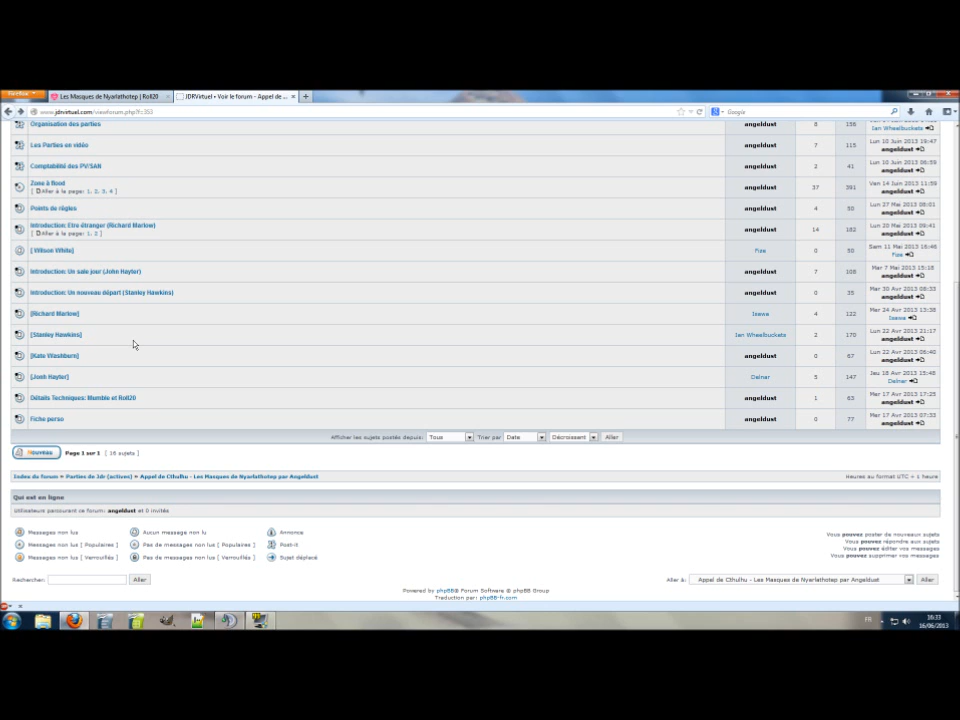 Firefox
Les Masques de Nyarlathotep | Roll20 × JDRVirtuel • Voir le forum - Appel de ... × +
www.jdrvirtuel.com/viewforum.php?f=353 Google
Organisation des parties angeldust 8 156
Ian Wheelbuckets
Les Parties en vidéo angeldust 7 115 Lun 10 Juin 2013 19:47
angeldust
Comptabilité des PV/SAN angeldust 2 41 Lun 10 Juin 2013 06:59
angeldust
Zone à flood angeldust 37 391 Ven 14 Juin 2013 11:59
[ Aller à la page: 1, 2, 3, 4 ] angeldust
Points de règles angeldust 4 50 Lun 27 Mai 2013 08:01
angeldust
Introduction: Etre étranger (Richard Marlow) angeldust 14 182 Lun 20 Mai 2013 06:41
[ Aller à la page: 1, 2 ] angeldust
[ Wilson White] Fize 0 50 Sam 11 Mai 2013 16:46
Fize
Introduction: Un sale jour (John Hayter) angeldust 7 108 Mar 7 Mai 2013 15:16
angeldust
Introduction: Un nouveau départ (Stanley Hawkins) angeldust 0 35 Mar 30 Avr 2013 08:33
angeldust
[Richard Marlow] Isawa 4 122 Mer 24 Avr 2013 13:38
Isawa
[Stanley Hawkins] Ian Wheelbuckets 2 170 Lun 22 Avr 2013 21:17
angeldust
[Kate Washburn] angeldust 0 67 Lun 22 Avr 2013 06:40
angeldust
[Jonh Hayter] Delnar 5 147 Jeu 18 Avr 2013 15:48
Delnar
Détails Techniques: Mumble et Roll20 angeldust 1 63 Mer 17 Avr 2013 17:25
angeldust
Fiche perso angeldust 0 77 Mer 17 Avr 2013 07:33
angeldust
Afficher les sujets postés depuis: Tous Trier par Date Décroissant Aller
Nouveau Page 1 sur 1 [ 16 sujets ]
Index du forum » Parties de Jdr (actives) » Appel de Cthulhu - Les Masques de Nyarlathotep par Angeldust Heures au format UTC + 1 heure
Qui est en ligne
Utilisateurs parcourant ce forum: angeldust et 0 invités
Messages non lus Aucun message non lu Annonce
Messages non lus [ Populaires ] Pas de messages non lus [ Populaires ] Post-it
Messages non lus [ Verrouillés ] Pas de messages non lus [ Verrouillés ] Sujet déplacé
Vous pouvez poster de nouveaux sujets
Vous pouvez répondre aux sujets
Vous pouvez éditer vos messages
Vous pouvez supprimer vos messages
Rechercher: Aller Aller à: Appel de Cthulhu - Les Masques de Nyarlathotep par Angeldust Aller
Powered by phpBB® Forum Software © phpBB Group
Traduction par: phpBB-fr.com
FR 16:33
16/06/2013